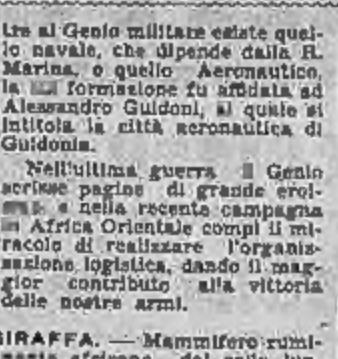 tre al Genio militare esiste quel-
lo navale, che dipende dalla R.
Marina, e quello Aeronautico,
la formazione fu affidata ad
Alessandro Guidoni, al quale si
intitola la città aeronautica di
Guidonia.
Nell'ultima guerra il Genio
scrisse pagine di grande eroi-
e nella recente campagna
in Africa Orientale compì il mi-
racolo di realizzare l'organiz-
zazione logistica, dando il mag-
gior contributo alla vittoria
delle nostre armi.
GIRAFFA. — Mammifero rumi-